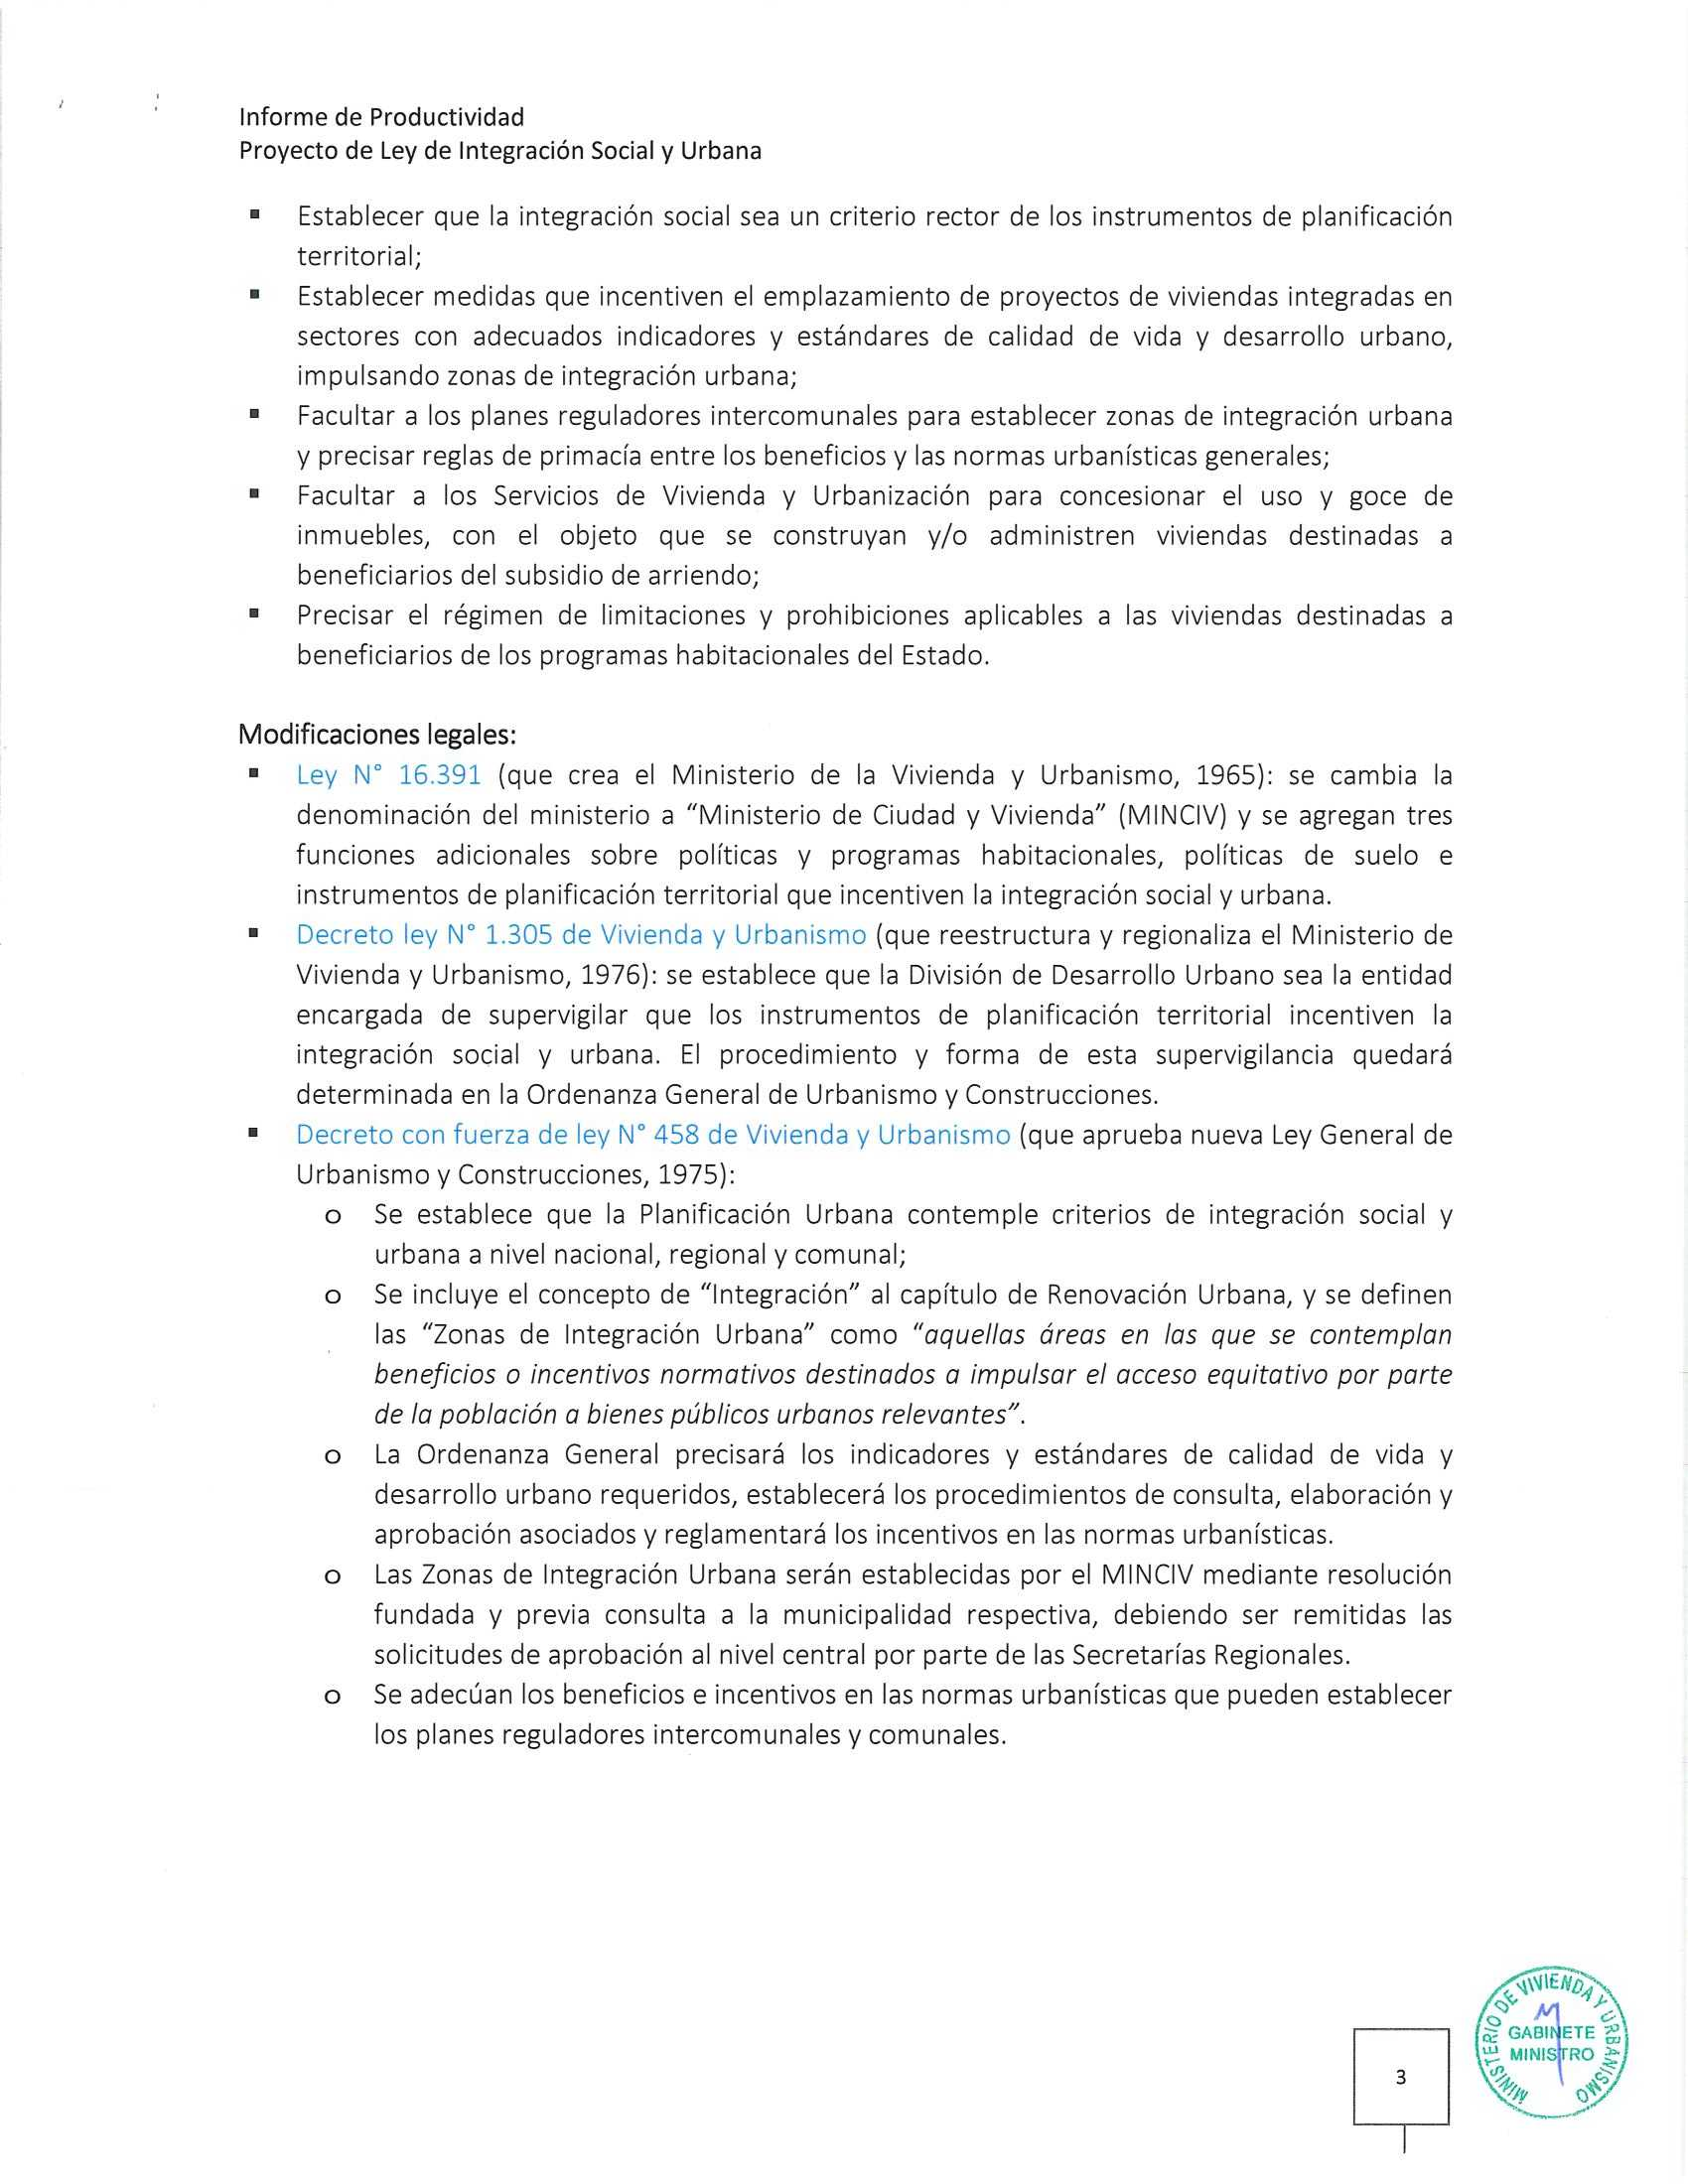 Informe de Productividad
Proyecto de Ley de Integración Social y Urbana
▪ Establecer que la integración social sea un criterio rector de los instrumentos de planificación
territorial;
▪ Establecer medidas que incentiven el emplazamiento de proyectos de viviendas integradas en
sectores con adecuados indicadores y estándares de calidad de vida y desarrollo urbano,
impulsando zonas de integración urbana;
▪ Facultar a los planes reguladores intercomunales para establecer zonas de integración urbana
y precisar reglas de primacía entre los beneficios y las normas urbanísticas generales;
▪ Facultar a los Servicios de Vivienda y Urbanización para concesionar el uso y goce de
inmuebles, con el objeto que se construyan y/o administren viviendas destinadas a
beneficiarios del subsidio de arriendo;
▪ Precisar el régimen de limitaciones y prohibiciones aplicables a las viviendas destinadas a
beneficiarios de los programas habitacionales del Estado.
Modificaciones legales:
▪ Ley N° 16.391 (que crea el Ministerio de la Vivienda y Urbanismo, 1965): se cambia la
denominación del ministerio a “Ministerio de Ciudad y Vivienda” (MINCIV) y se agregan tres
funciones adicionales sobre políticas y programas habitacionales, políticas de suelo e
instrumentos de planificación territorial que incentiven la integración social y urbana.
▪ Decreto ley N° 1.305 de Vivienda y Urbanismo (que reestructura y regionaliza el Ministerio de
Vivienda y Urbanismo, 1976): se establece que la División de Desarrollo Urbano sea la entidad
encargada de supervigilar que los instrumentos de planificación territorial incentiven la
integración social y urbana. El procedimiento y forma de esta supervigilancia quedará
determinada en la Ordenanza General de Urbanismo y Construcciones.
▪ Decreto con fuerza de ley N° 458 de Vivienda y Urbanismo (que aprueba nueva Ley General de
Urbanismo y Construcciones, 1975):
o Se establece que la Planificación Urbana contemple criterios de integración social y
urbana a nivel nacional, regional y comunal;
o Se incluye el concepto de “Integración” al capítulo de Renovación Urbana, y se definen
las “Zonas de Integración Urbana” como “aquellas áreas en las que se contemplan
beneficios o incentivos normativos destinados a impulsar el acceso equitativo por parte
de la población a bienes públicos urbanos relevantes”.
o La Ordenanza General precisará los indicadores y estándares de calidad de vida y
desarrollo urbano requeridos, establecerá los procedimientos de consulta, elaboración y
aprobación asociados y reglamentará los incentivos en las normas urbanísticas.
o Las Zonas de Integración Urbana serán establecidas por el MINCIV mediante resolución
fundada y previa consulta a la municipalidad respectiva, debiendo ser remitidas las
solicitudes de aprobación al nivel central por parte de las Secretarías Regionales.
o Se adecúan los beneficios e incentivos en las normas urbanísticas que pueden establecer
los planes reguladores intercomunales y comunales.
MINISTERIO DE VIVIENDA Y URBANISMO
GABINETE
MINISTRO
3